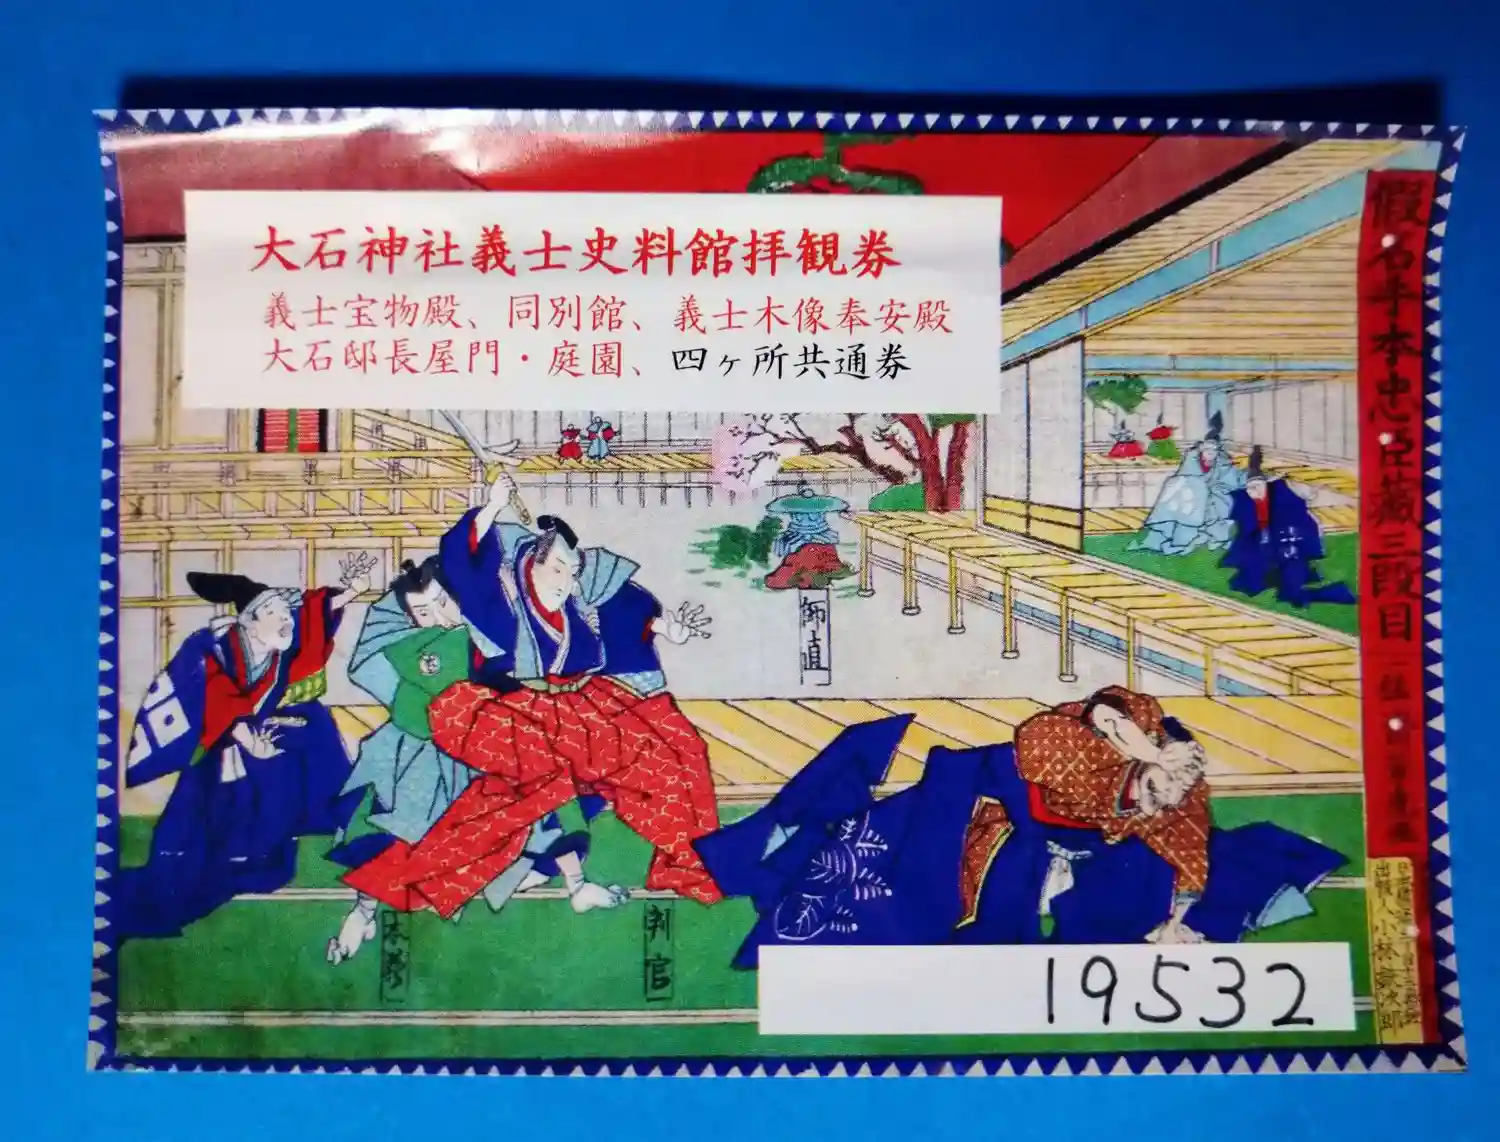 大石神社義士史料館拝観券
義士宝物殿、同別館、義士木像奉安殿
大石邸長屋門・庭園、四ヶ所共通券
假名手本忠臣蔵三段目
師直
判官
本蔵
19532